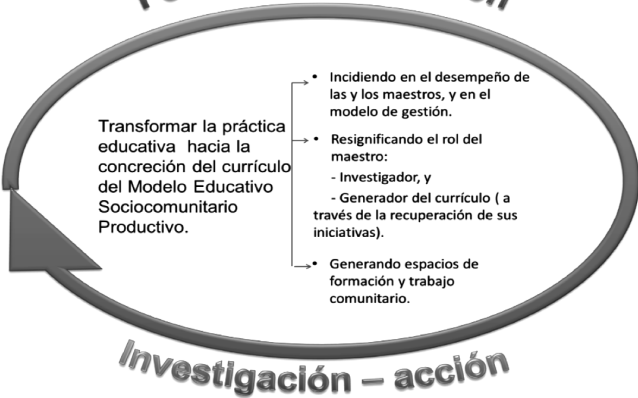 Transformar la práctica
educativa hacia la
concreción del currículo
del Modelo Educativo
Sociocomunitario
Productivo.
• Incidiendo en el desempeño de
las y los maestros, y en el
modelo de gestión.
• Resignificando el rol del
maestro:
- Investigador, y
- Generador del currículo ( a
través de la recuperación de sus
iniciativas).
• Generando espacios de
formación y trabajo
comunitario.
Investigación – acción